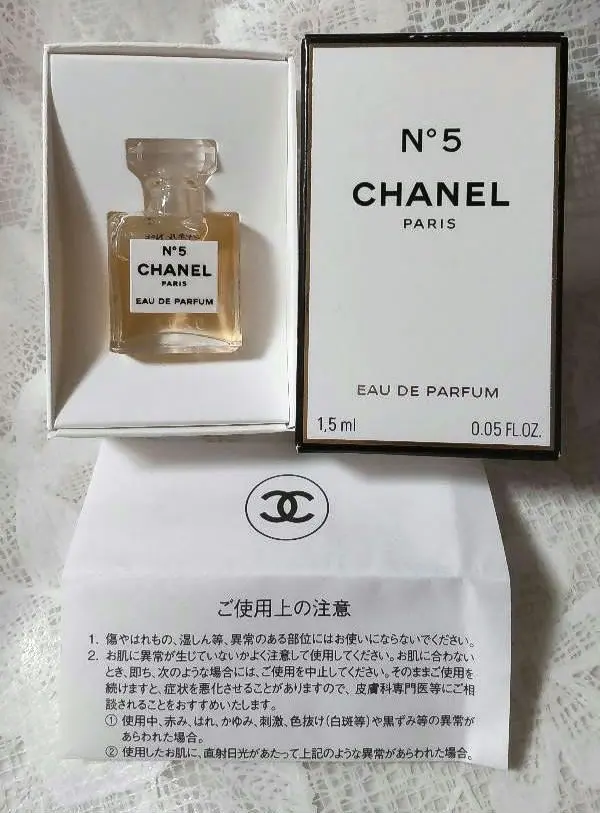 N°5
CHANEL
PARIS
EAU DE PARFUM
N°5
CHANEL
PARIS
EAU DE PARFUM
1,5 ml
0.05 FL.OZ.
ご使用上の注意
1. 傷やはれもの、湿しん等、異常のある部位にはお使いにならないでください。
2. お肌に異常が生じていないかよく注意して使用してください。お肌に合わない
とき、即ち、次のような場合には、ご使用を中止してください。そのままご使用を
続けますと、症状を悪化させることがありますので、皮膚科専門医等にご相
談されることをおすすめいたします。
① 使用中、赤み、はれ、かゆみ、刺激、色抜け(白斑等)や黒ずみ等の異常が
あらわれた場合。
② 使用したお肌に、直射日光があたって上記のような異常があらわれた場合。